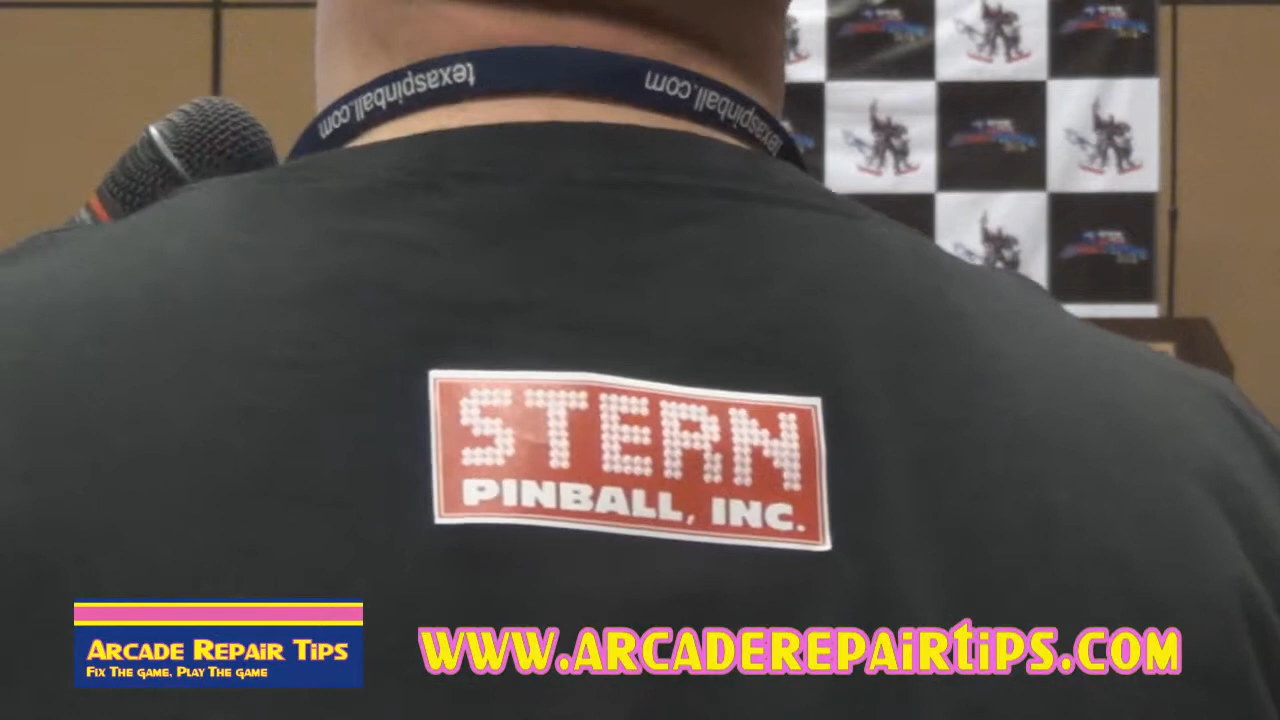 texaspinball.com
texaspinball.com
STERN
PINBALL, INC.
ARCADE REPAIR TIPS
FIX THE GAME, PLAY THE GAME
WWW.ARCADEREPAIRTIPS.COM